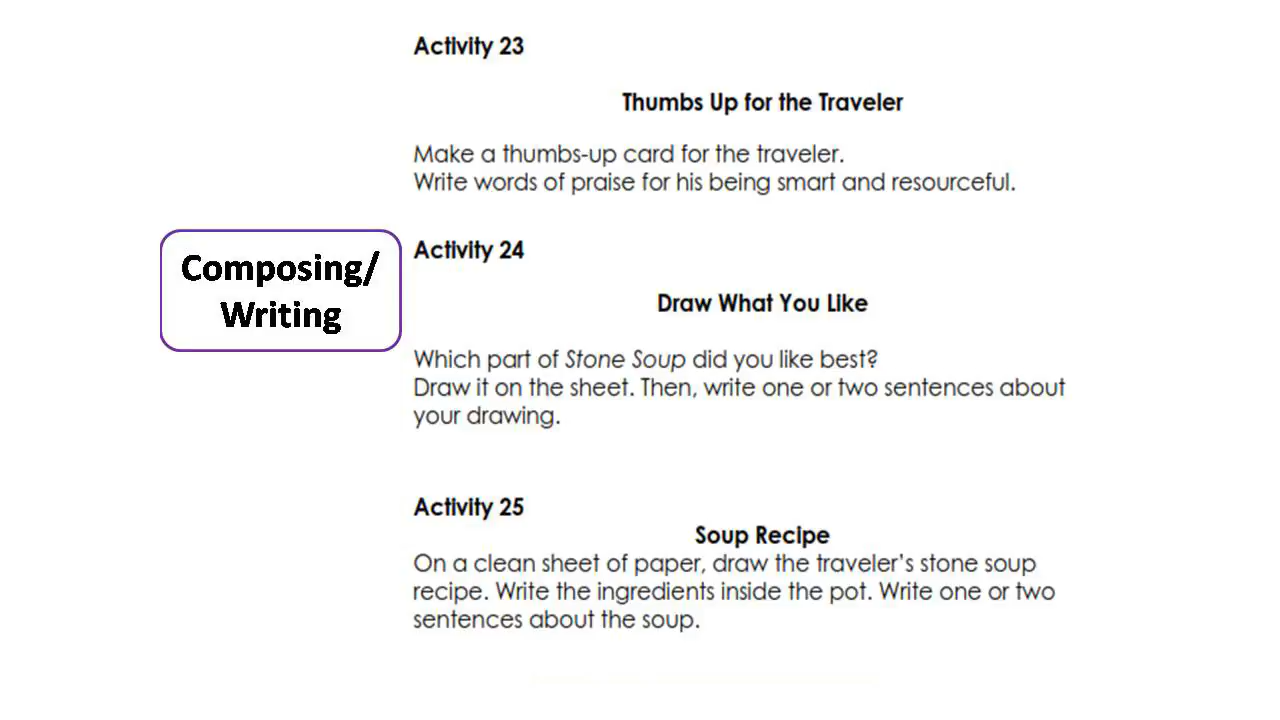 Activity 23
Thumbs Up for the Traveler
Make a thumbs-up card for the traveler.
Write words of praise for his being smart and resourceful.
Composing/
Writing
Activity 24
Draw What You Like
Which part of Stone Soup did you like best?
Draw it on the sheet. Then, write one or two sentences about
your drawing.
Activity 25
Soup Recipe
On a clean sheet of paper, draw the traveler's stone soup
recipe. Write the ingredients inside the pot. Write one or two
sentences about the soup.